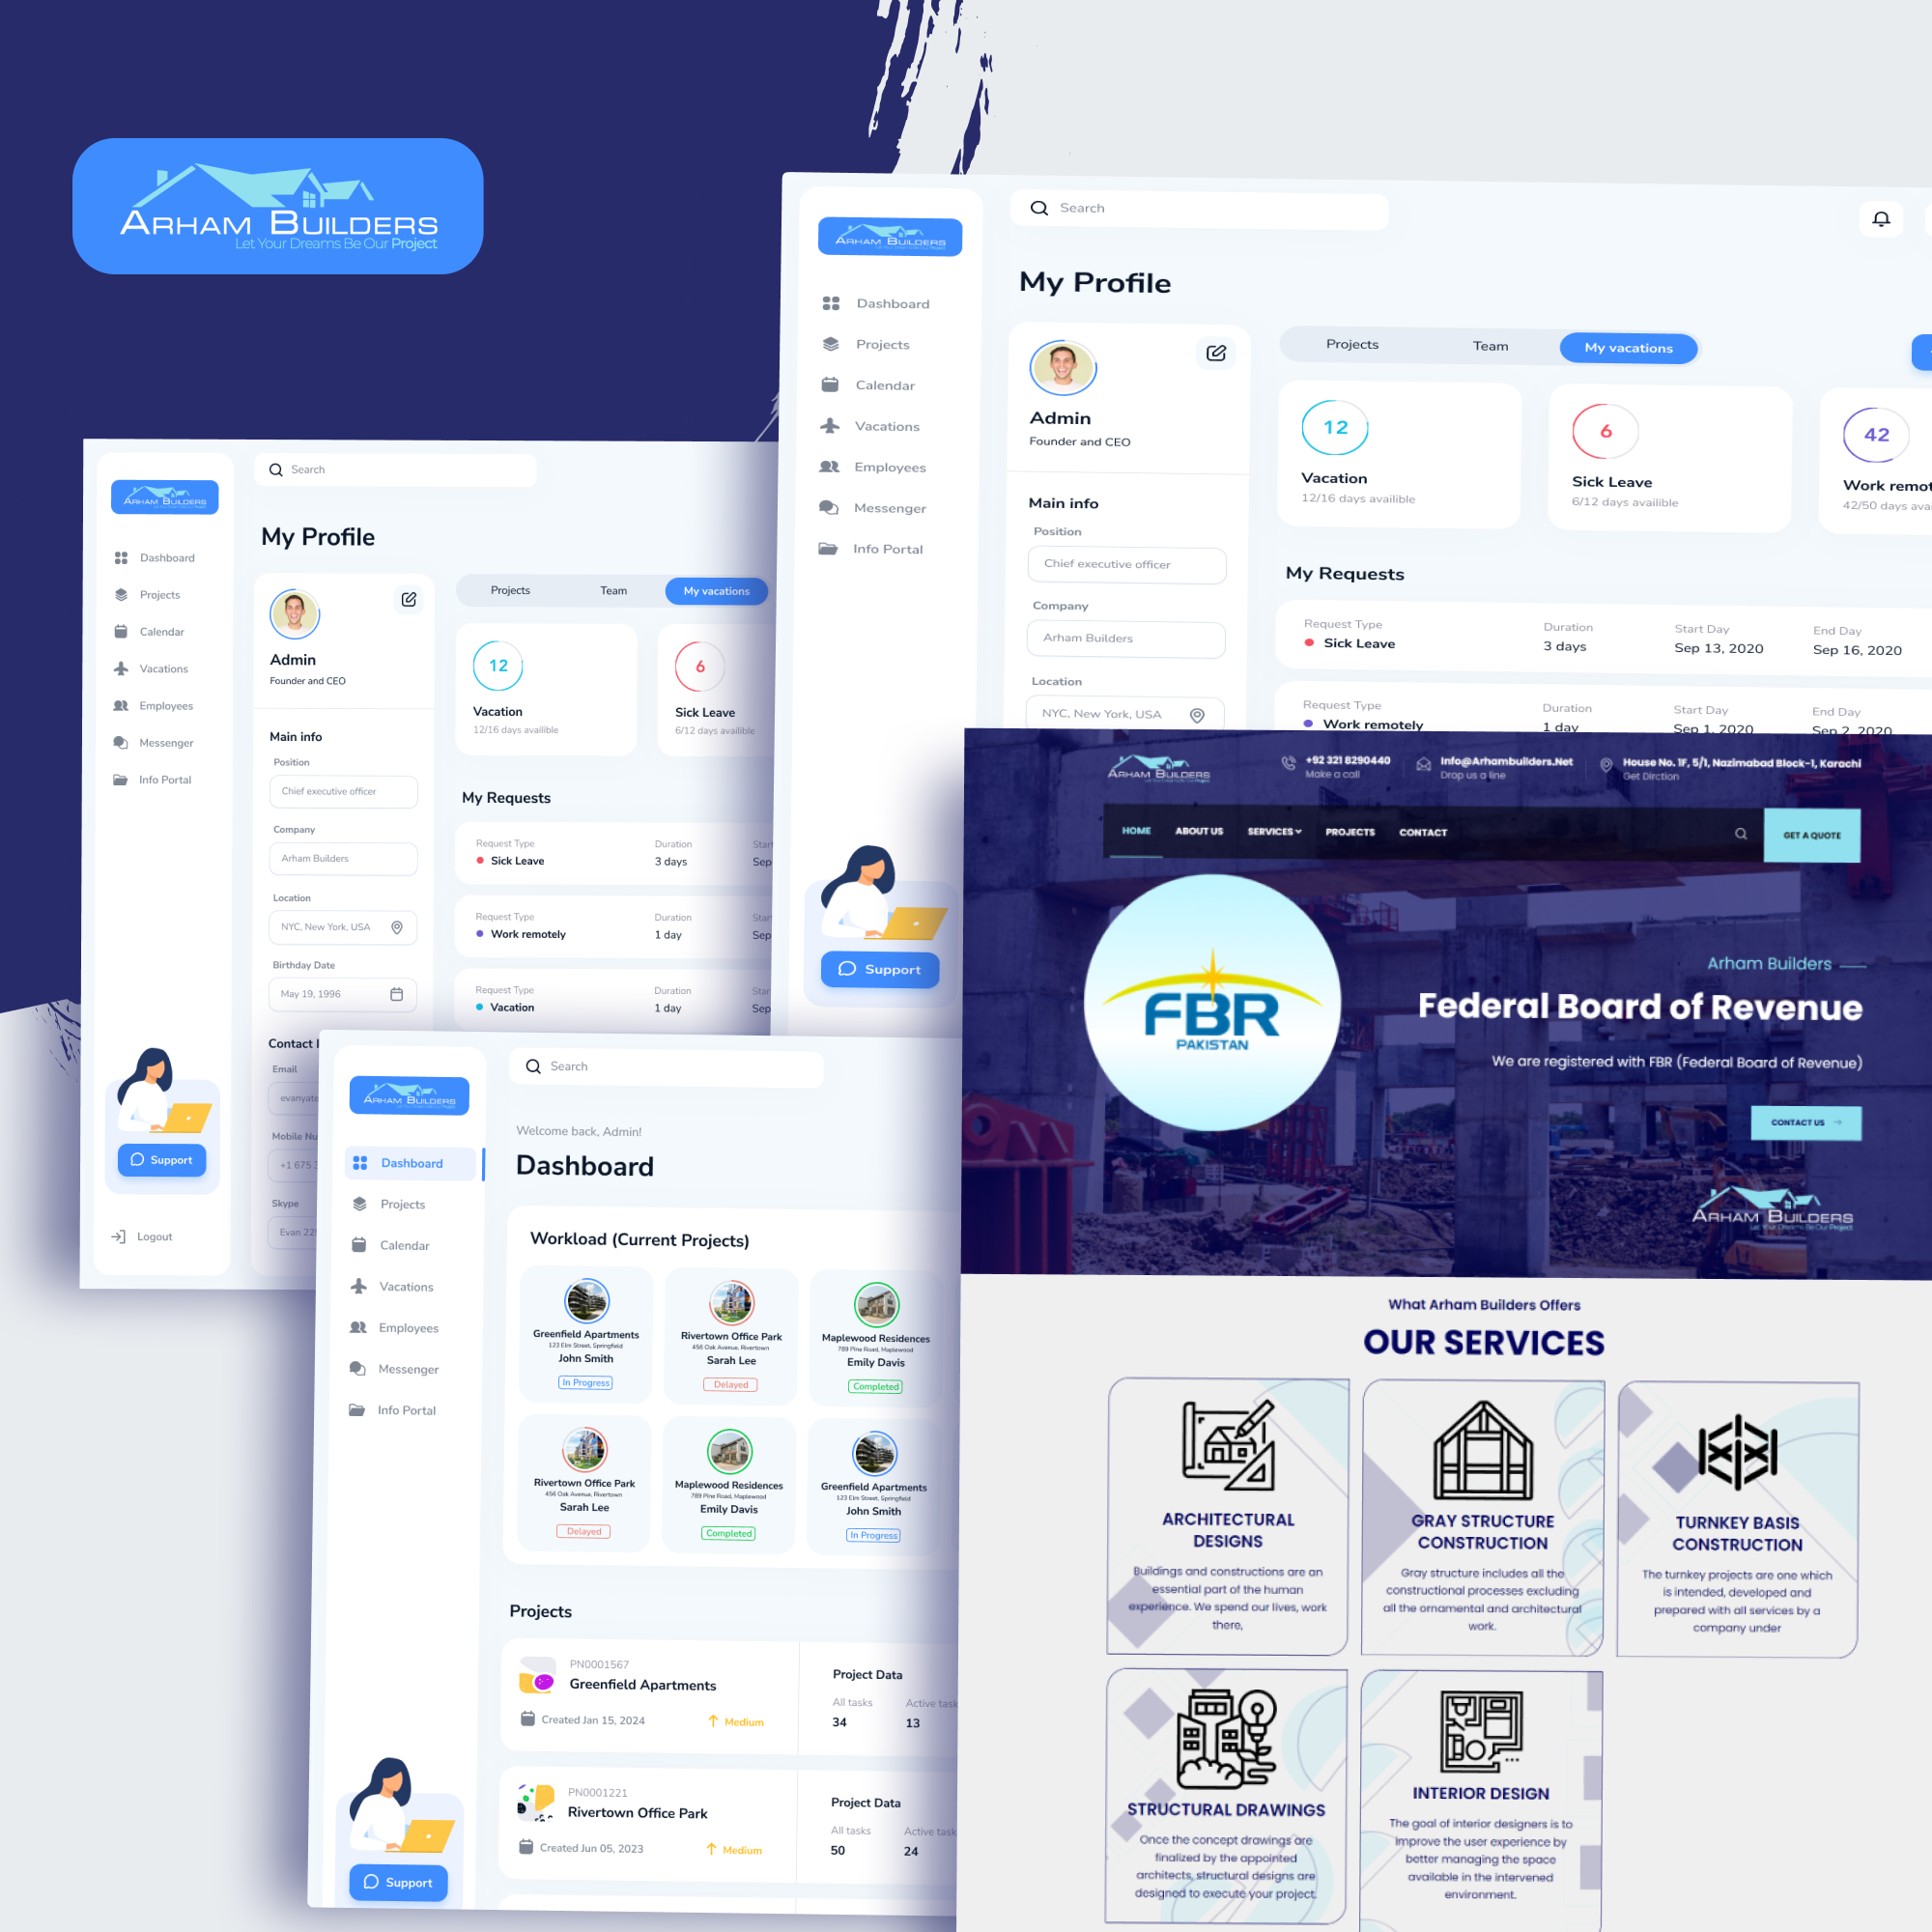 ARHAM BUILDERS
Let Your Dreams Be Our Project
ARHAM BUILDERS
Search
My Profile
Dashboard
Projects
Calendar
Vacations
Employees
Messenger
Info Portal
Support
Admin
Founder and CEO
Main info
Position
Chief executive officer
Company
Arham Builders
Location
NYC, New York, USA
Projects
Team
My vacations
12
Vacation
12/16 days availible
6
Sick Leave
6/12 days availible
42
Work remot
42/50 days avai
My Requests
Request Type
Duration
Start Day
End Day
Sick Leave
3 days
Sep 13, 2020
Sep 16, 2020
Request Type
Duration
Start Day
End Day
Work remotely
1 day
Sep 1, 2020
Sep 2, 2020
ARHAM BUILDERS
Search
My Profile
Dashboard
Projects
Calendar
Vacations
Employees
Messenger
Info Portal
Support
Logout
Admin
Founder and CEO
Main info
Position
Chief executive officer
Company
Arham Builders
Location
NYC, New York, USA
Birthday Date
May 19, 1996
Contact I
Email
evanyate
Mobile Nu
+1 675 3
Skype
Evan 225
Projects
Team
My vacations
12
Vacation
12/16 days availible
6
Sick Leave
6/12 days availible
My Requests
Request Type
Duration
Star
Sick Leave
3 days
Sep
Request Type
Duration
Star
Work remotely
1 day
Sep
Request Type
Duration
Star
Vacation
1 day
Sep
ARHAM BUILDERS
Search
Welcome back, Admin!
Dashboard
Dashboard
Projects
Calendar
Vacations
Employees
Messenger
Info Portal
Support
Workload (Current Projects)
Greenfield Apartments
123 Elm Street, Springfield
John Smith
In Progress
Rivertown Office Park
456 Oak Avenue, Rivertown
Sarah Lee
Delayed
Maplewood Residences
789 Pine Road, Maplewood
Emily Davis
Completed
Rivertown Office Park
456 Oak Avenue, Rivertown
Sarah Lee
Delayed
Maplewood Residences
789 Pine Road, Maplewood
Emily Davis
Completed
Greenfield Apartments
123 Elm Street, Springfield
John Smith
In Progress
Projects
PN0001567
Greenfield Apartments
Created Jan 15, 2024
Medium
Project Data
All tasks
Active task
34
13
PN0001221
Rivertown Office Park
Created Jun 05, 2023
Medium
Project Data
All tasks
Active task
50
24
ARHAM BUILDERS
+92 321 8290440
Make a call
Info@Arhambuilders.Net
Drop us a line
House No. 1F, 5/1, Nazimabad Block-1, Karachi
Get Dirction
HOME
ABOUT US
SERVICES
PROJECTS
CONTACT
GET A QUOTE
FBR
PAKISTAN
Arham Builders
Federal Board of Revenue
We are registered with FBR (Federal Board of Revenue)
CONTACT US
ARHAM BUILDERS
Let Your Dreams Be Our Project
What Arham Builders Offers
OUR SERVICES
ARCHITECTURAL
DESIGNS
Buildings and constructions are an
essential part of the human
experience. We spend our lives, work
there,
GRAY STRUCTURE
CONSTRUCTION
Gray structure includes all the
constructional processes excluding
all the ornamental and architectural
work.
TURNKEY BASIS
CONSTRUCTION
The turnkey projects are one which
is intended, developed and
prepared with all services by a
company under
STRUCTURAL DRAWINGS
Once the concept drawings are
finalized by the appointed
architects, structural designs are
designed to execute your project.
INTERIOR DESIGN
The goal of interior designers is to
improve the user experience by
better managing the space
available in the intervened
environment.